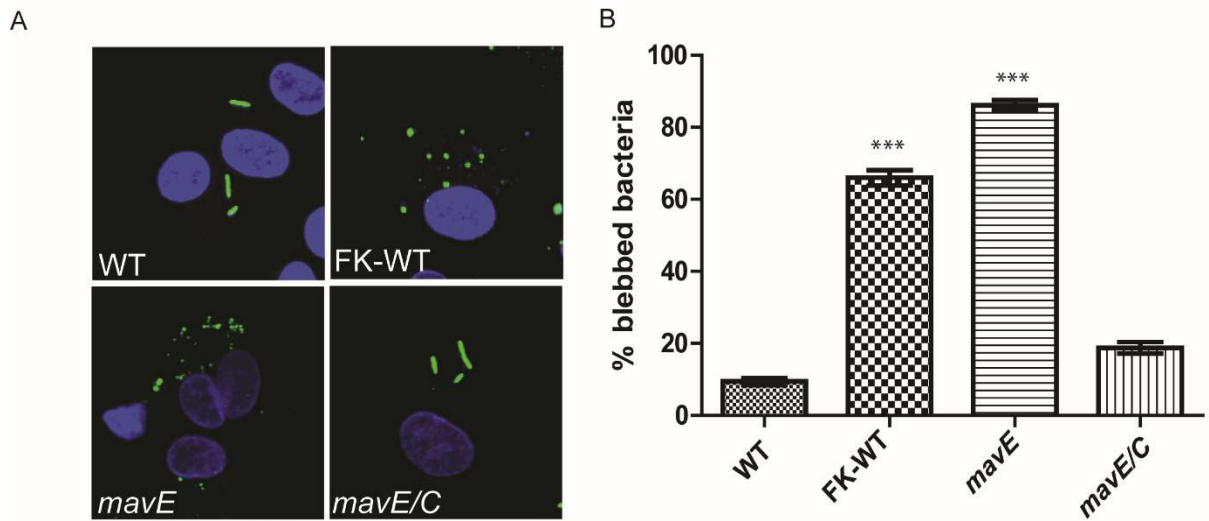 A
WT
FK-WT
mavE
mavE/C
B
% blebbed bacteria
100
80
60
40
20
0
***
***
WT
FK-WT
mavE
mavE/C